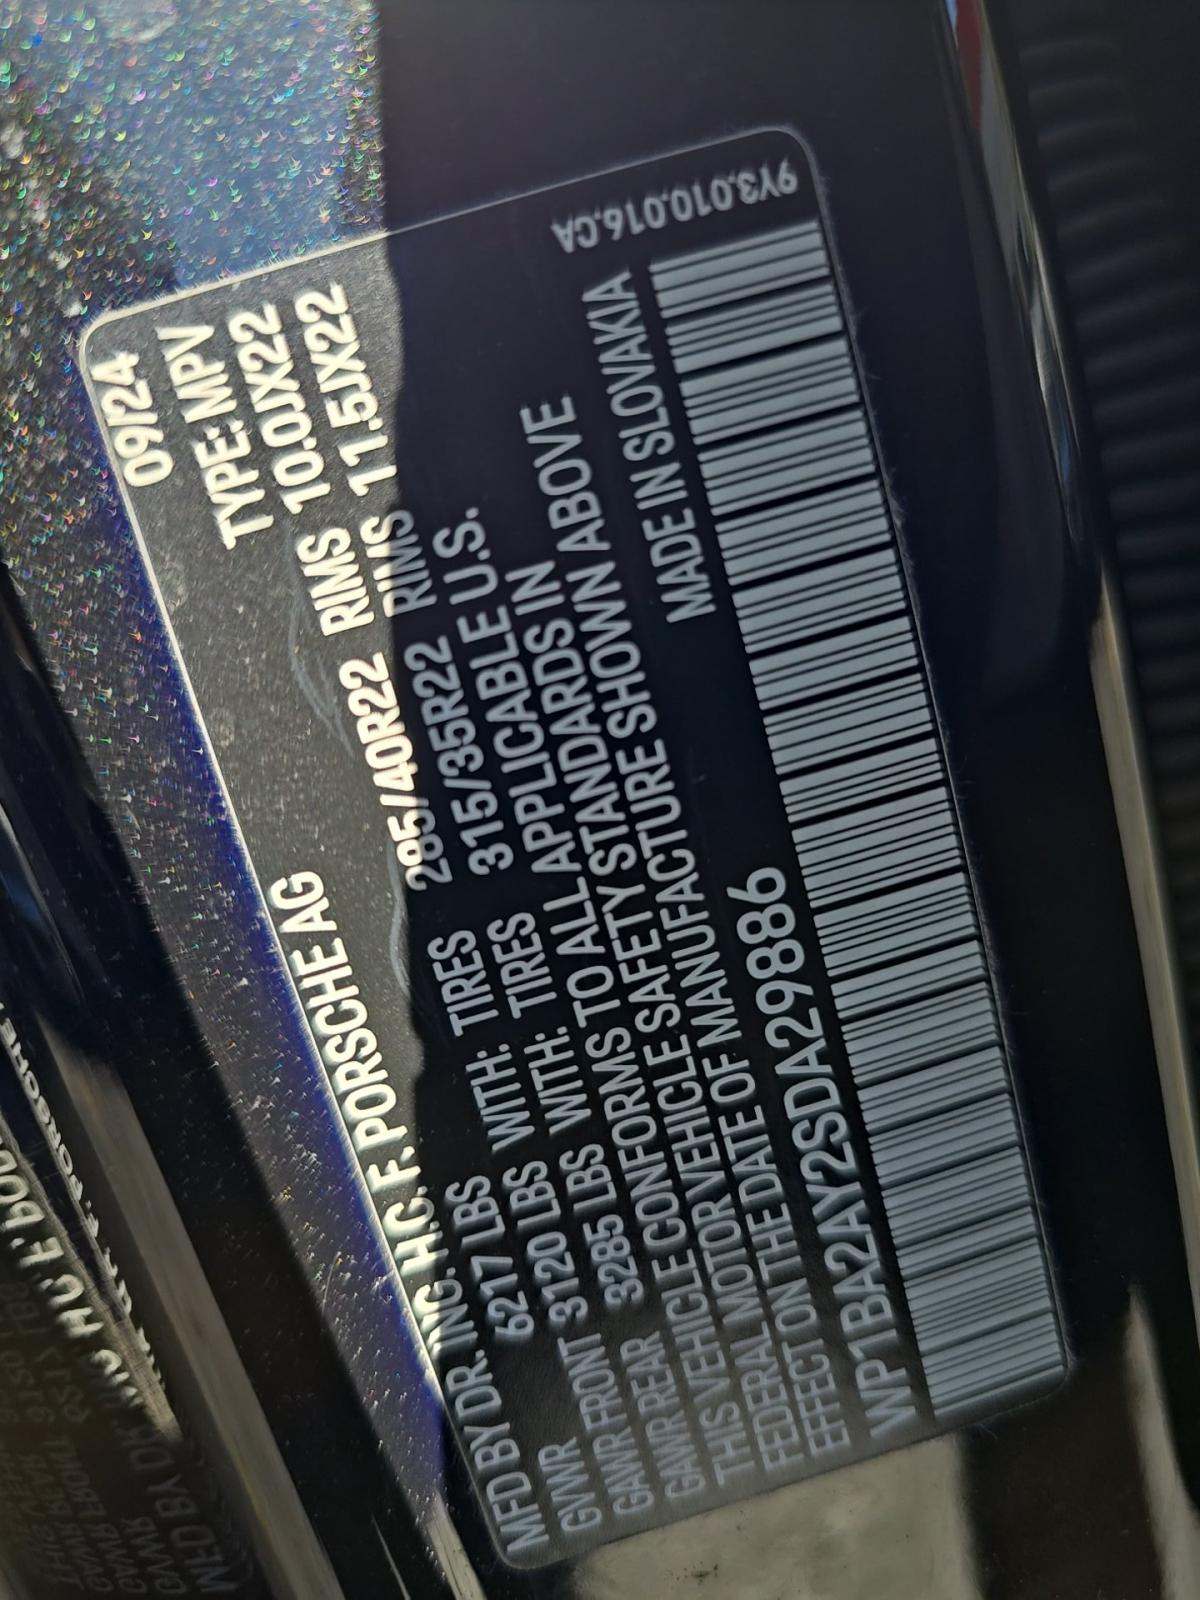 09/24
MFD BY DR. ING. H.C. F. PORSCHE AG
TYPE: MPV
GVWR 6217 LBS
GAWR FRONT 3120 LBS WITH: TIRES 285/40R22 RIMS 10.0JX22
GAWR REAR 3285 LBS WITH: TIRES 315/35R22 RIMS 11.5JX22
THIS VEHICLE CONFORMS TO ALL APPLICABLE U.S.
FEDERAL MOTOR VEHICLE SAFETY STANDARDS IN
EFFECT ON THE DATE OF MANUFACTURE SHOWN ABOVE
WP1BA2AY2SDA29886
MADE IN SLOVAKIA
9Y3.010.016.CA